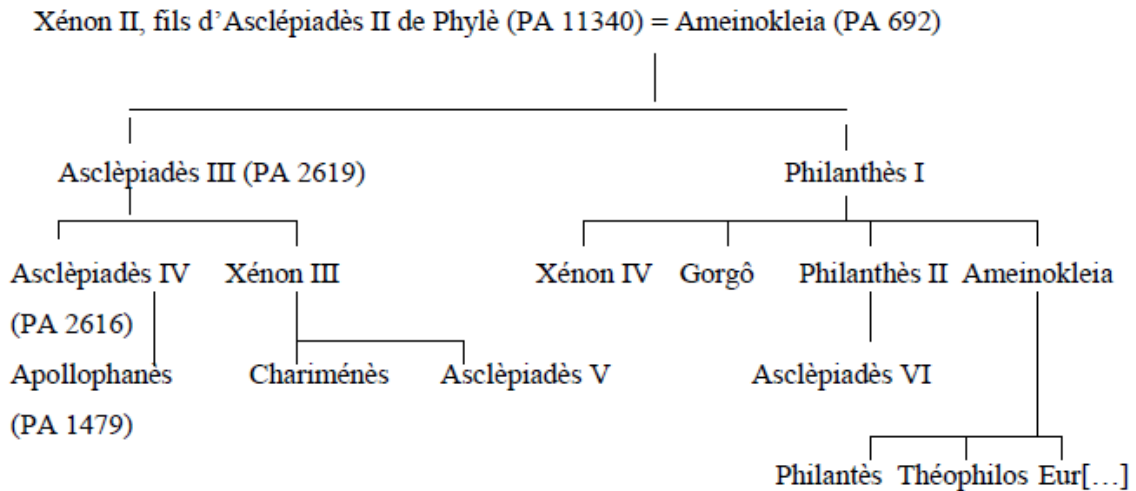 Xénon II, fils d’Asclépiadès II de Phylè (PA 11340) = Ameinokleia (PA 692)
Asclèpiadès III (PA 2619) Philanthès I
Asclèpiadès IV Xénon III Xénon IV Gorgô Philanthès II Ameinokleia
(PA 2616)
Apollophanès Chariménès Asclèpiadès V Asclèpiadès VI
(PA 1479)
Philantès Théophilos Eur[…]